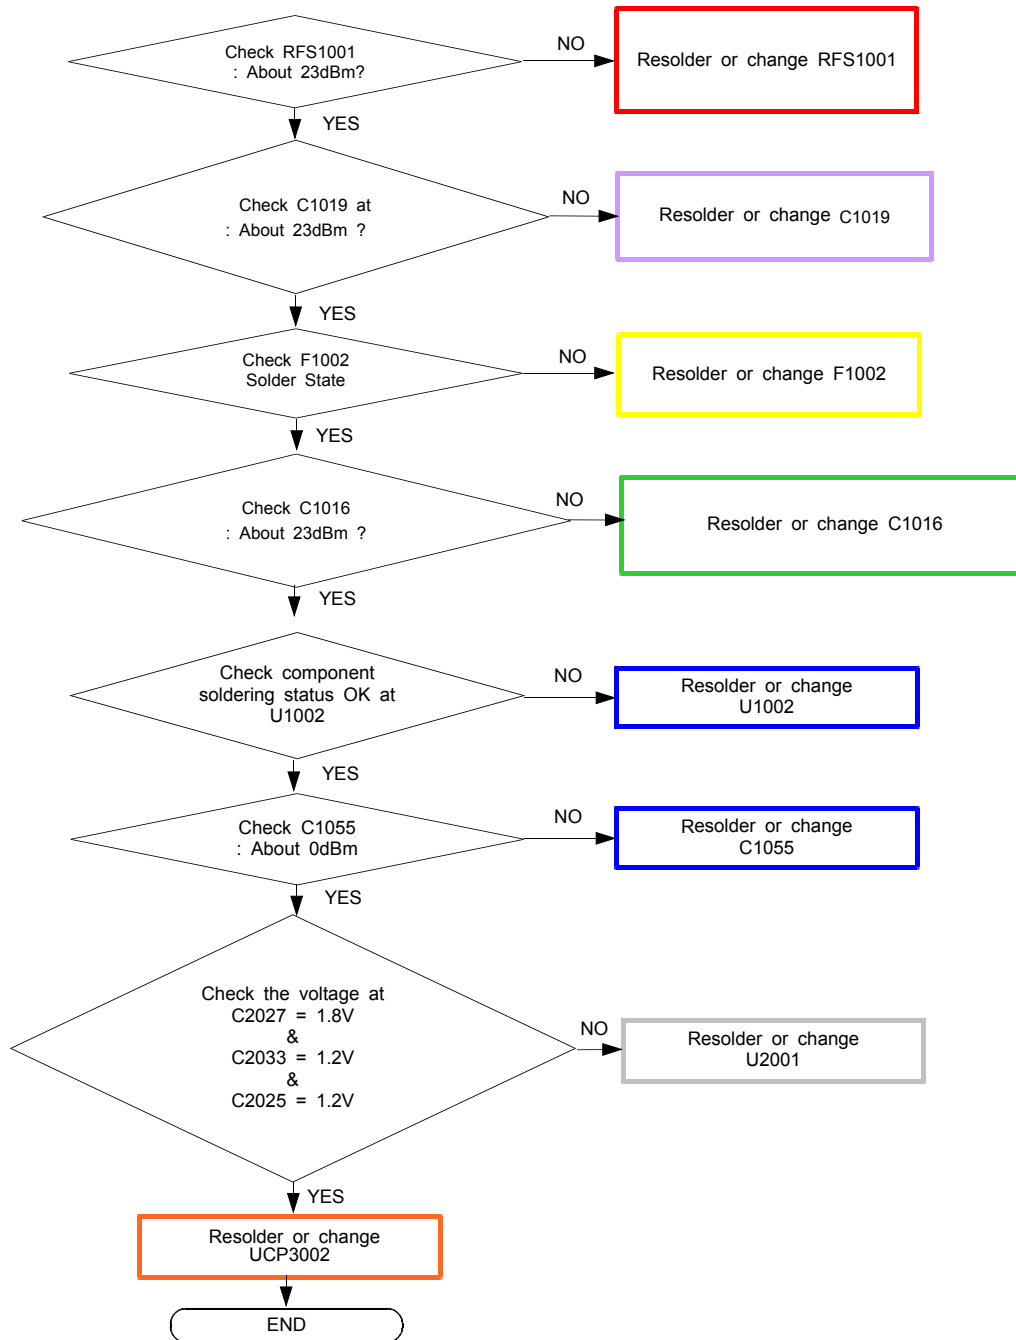 Check RFS1001
: About 23dBm?
NO
Resolder or change RFS1001
YES
Check C1019 at
: About 23dBm ?
NO
Resolder or change C1019
YES
Check F1002
Solder State
NO
Resolder or change F1002
YES
Check C1016
: About 23dBm ?
NO
Resolder or change C1016
YES
Check component
soldering status OK at
U1002
NO
Resolder or change
U1002
YES
Check C1055
: About 0dBm
NO
Resolder or change
C1055
YES
Check the voltage at
C2027 = 1.8V
&
C2033 = 1.2V
&
C2025 = 1.2V
NO
Resolder or change
U2001
YES
Resolder or change
UCP3002
END